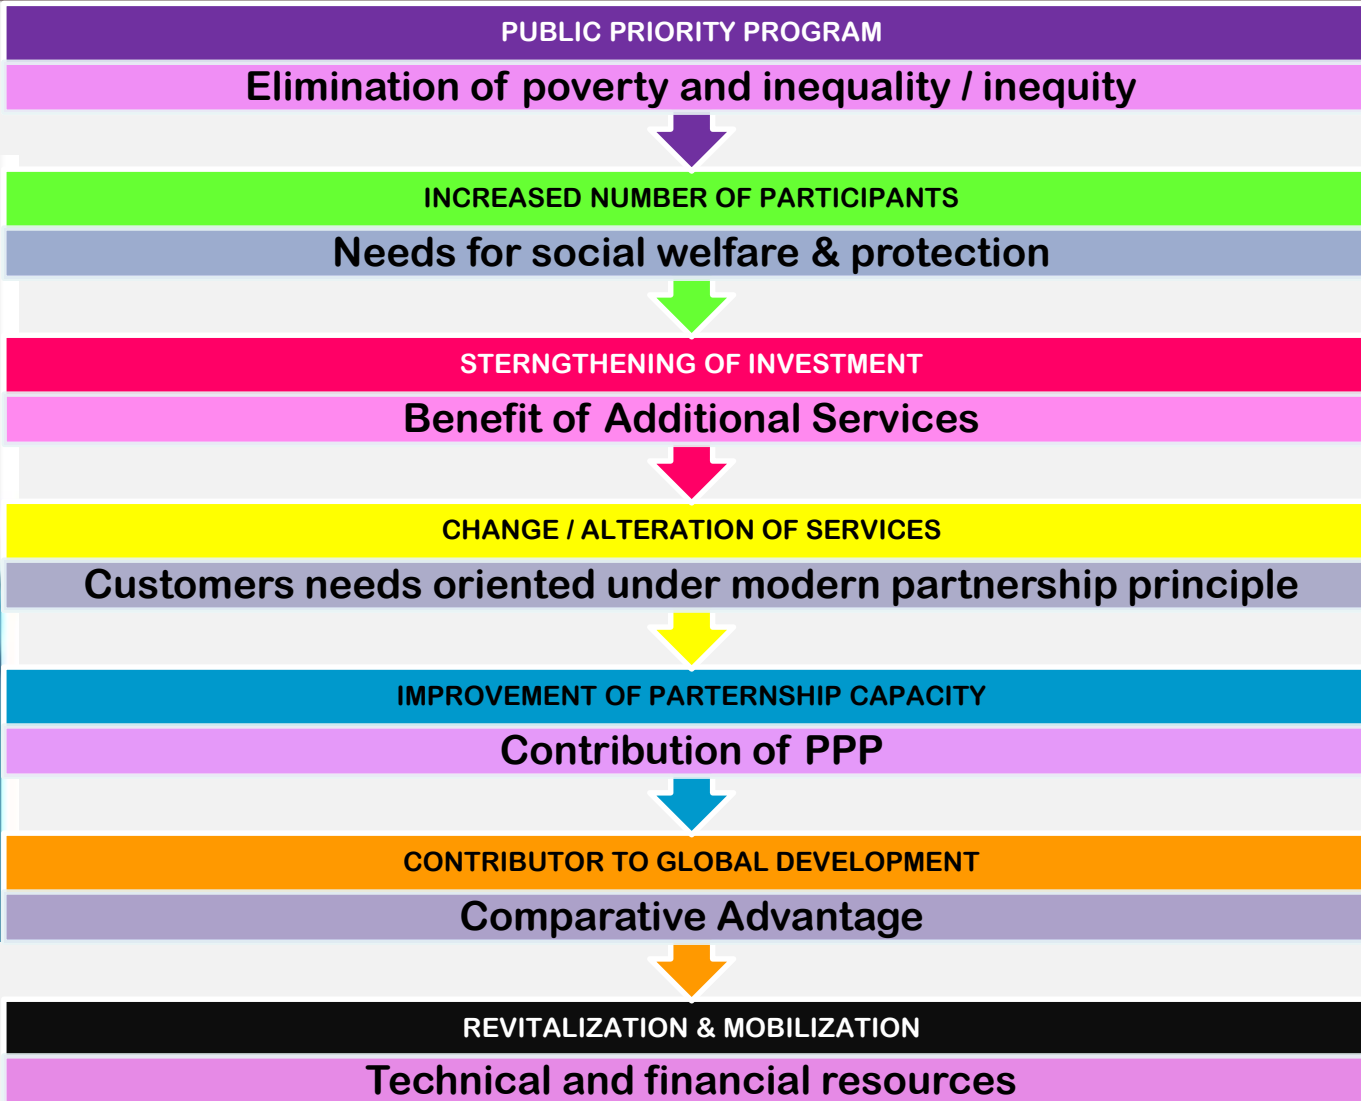 PUBLIC PRIORITY PROGRAM
Elimination of poverty and inequality / inequity
INCREASED NUMBER OF PARTICIPANTS
Needs for social welfare & protection
STERNGTHENING OF INVESTMENT
Benefit of Additional Services
CHANGE / ALTERATION OF SERVICES
Customers needs oriented under modern partnership principle
IMPROVEMENT OF PARTERNSHIP CAPACITY
Contribution of PPP
CONTRIBUTOR TO GLOBAL DEVELOPMENT
Comparative Advantage
REVITALIZATION & MOBILIZATION
Technical and financial resources